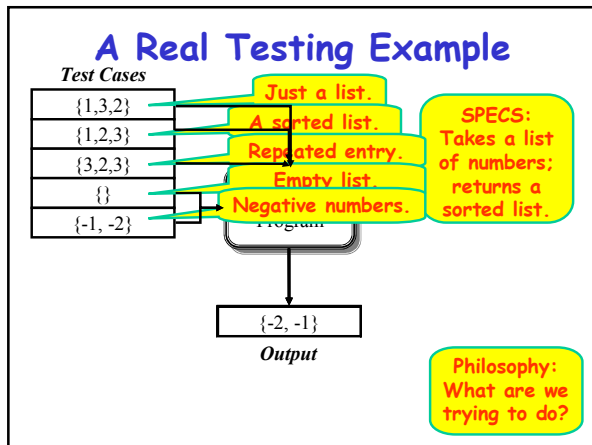 A Real Testing Example
Test Cases
{1,3,2}
{1,2,3}
{3,2,3}
{}
{-1, -2}
Just a list.
A sorted list.
Repeated entry.
Empty list.
Negative numbers.
Program
SPECS:
Takes a list
of numbers;
returns a
sorted list.
{-2, -1}
Output
Philosophy:
What are we
trying to do?